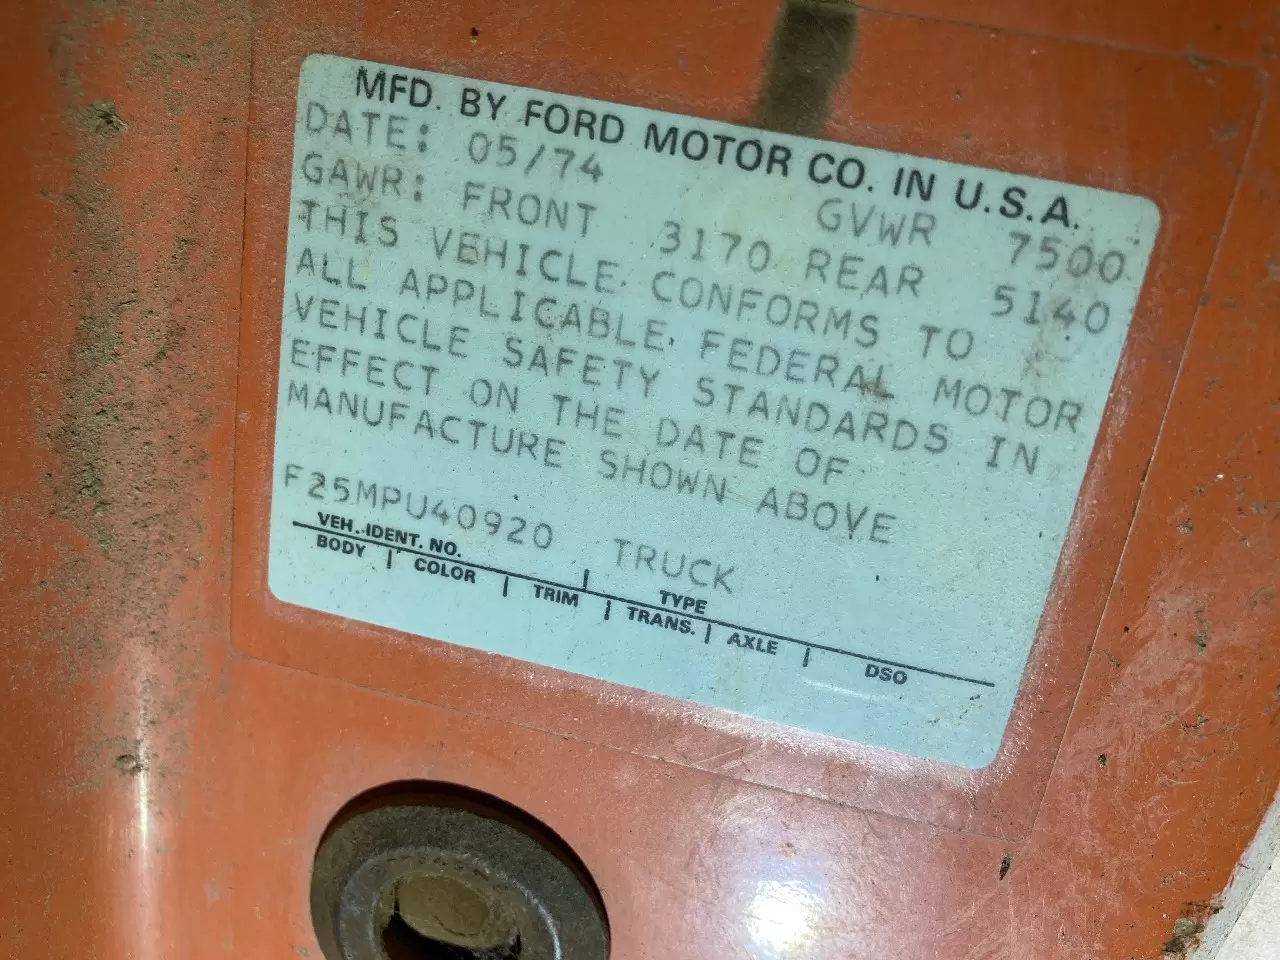 MFD. BY FORD MOTOR CO. IN U.S.A.
DATE: 05/74 GVWR 7500
GAWR: FRONT 3170 REAR 5140
THIS VEHICLE CONFORMS TO
ALL APPLICABLE FEDERAL MOTOR
VEHICLE SAFETY STANDARDS IN
EFFECT ON THE DATE OF
MANUFACTURE SHOWN ABOVE
F25MPU40920 TRUCK
VEH. IDENT. NO. TYPE
BODY COLOR TRIM TRANS. AXLE DSO